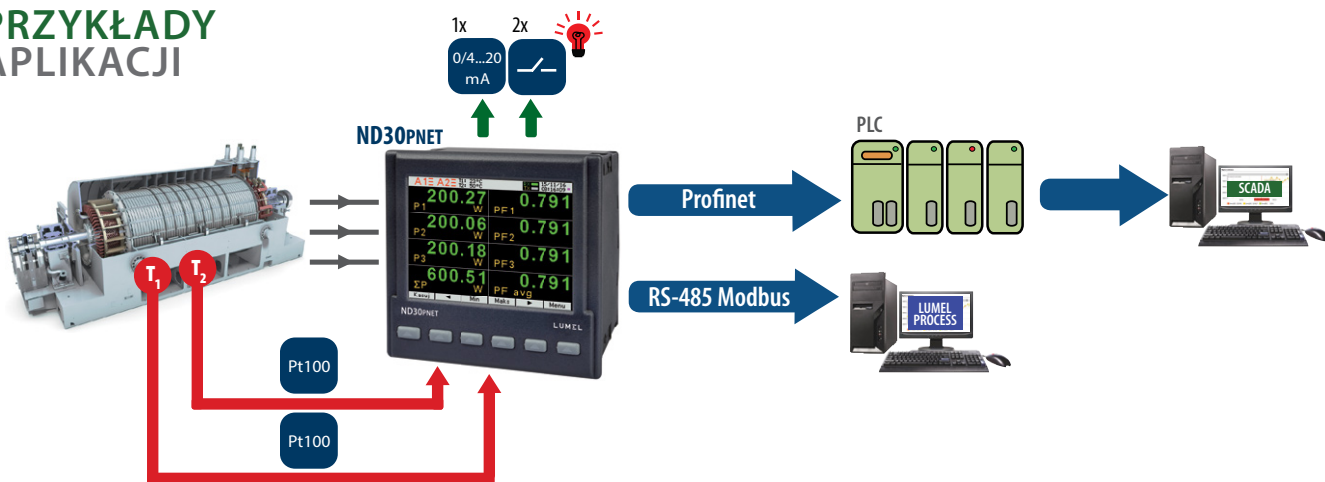 PRZYKŁADY
APLIKACJI
1x
2x
0/4...20
mA
ND30PNET
PLC
A1 A2 T1: 25°C
200.27
P1 W
0.791
PF1
200.06
P2 W
0.791
PF2
200.18
P3 W
0.791
PF3
600.51
ΣP W
0.791
PF avg
Kasuj ◄ Min Maks ► Menu
ND30PNET
LUMEL
Profinet
SCADA
RS-485 Modbus
LUMEL
PROCESS
T1
T2
Pt100
Pt100